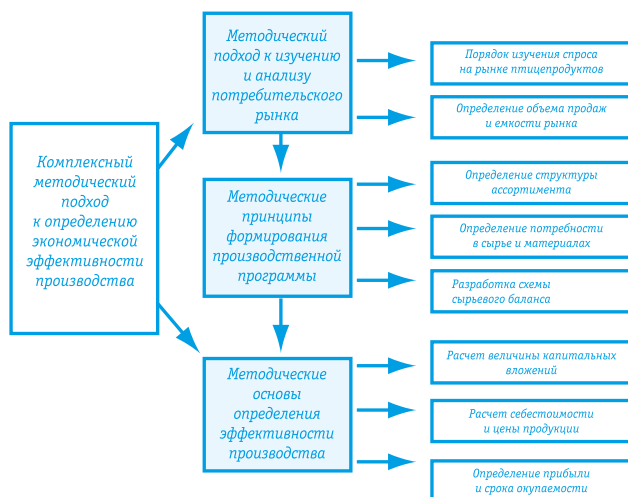 Комплексный
методический
подход
к определению
экономической
эффективности
производства
Методический
подход к изучению
и анализу
потребительского
рынка
Порядок изучения спроса
на рынке птицепродуктов
Определение объема продаж
и емкости рынка
Методические
принципы
формирования
производственной
программы
Определение структуры
ассортимента
Определение потребности
в сырье и материалах
Разработка схемы
сырьевого баланса
Методические
основы
определения
эффективности
производства
Расчет величины капитальных
вложений
Расчет себестоимости
и цены продукции
Определение прибыли
и срока окупаемости